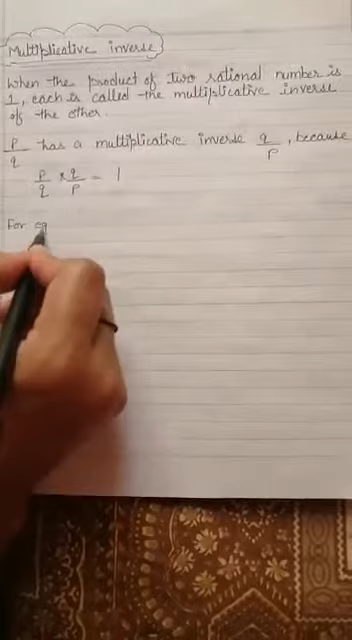 Multiplicative inverse
When the product of two rational number is
1, each is called the multiplicative inverse
of the other.
p/q has a multiplicative inverse q/p, because
p/q × q/p = 1
For eg